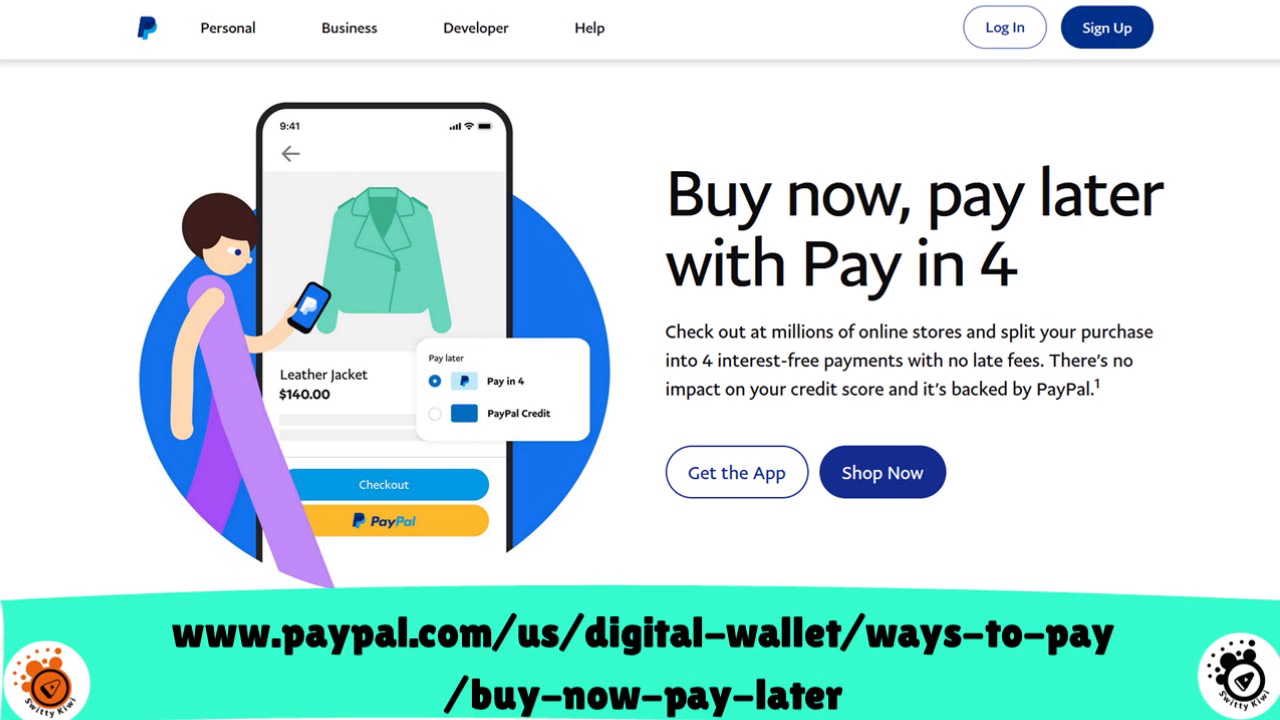 Personal Business Developer Help Log In Sign Up
9:41
Leather Jacket
$140.00
Pay later
Pay in 4
PayPal Credit
Checkout
PayPal
Buy now, pay later
with Pay in 4
Check out at millions of online stores and split your purchase
into 4 interest-free payments with no late fees. There's no
impact on your credit score and it's backed by PayPal.1
Get the App Shop Now
www.paypal.com/us/digital-wallet/ways-to-pay
/buy-now-pay-later
Switty Kiwi
Switty Kiwi